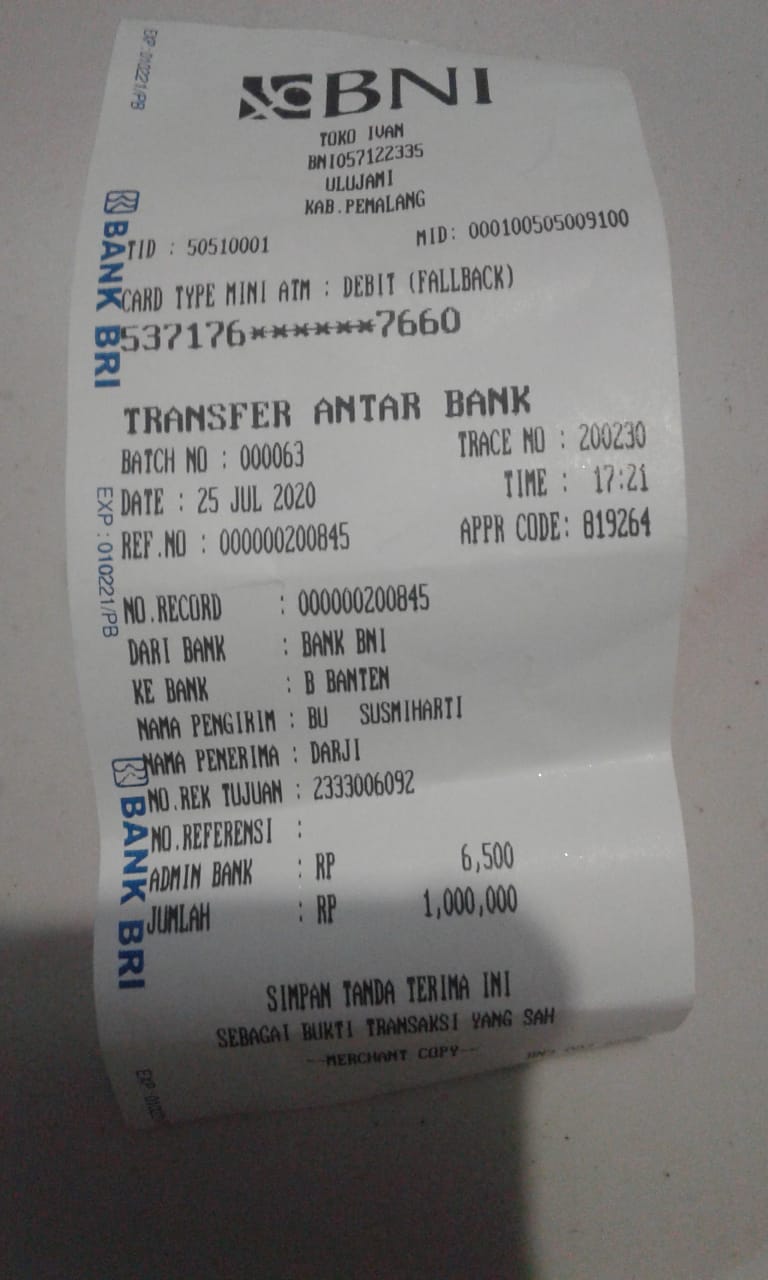 BNI
TOKO IVAN
BNI057122335
ULUJAMI
KAB.PEMALANG
TID : 50510001 MID: 000100505009100
CARD TYPE MINI ATM : DEBIT (FALLBACK)
537176******7660
TRANSFER ANTAR BANK
BATCH NO : 000063 TRACE NO : 200230
DATE : 25 JUL 2020 TIME : 17:21
REF.NO : 000000200845 APPR CODE: 819264
NO.RECORD : 000000200845
DARI BANK : BANK BNI
KE BANK : B BANTEN
NAMA PENGIRIM : BU SUSMIHARTI
NAMA PENERIMA : DARJI
NO.REK TUJUAN : 2333006092
NO.REFERENSI :
ADMIN BANK : RP 6,500
JUMLAH : RP 1,000,000
SIMPAN TANDA TERIMA INI
SEBAGAI BUKTI TRANSAKSI YANG SAH
--MERCHANT COPY--
EXP : 010221/PB
BANK BRI
EXP : 010221/PB
BANK BRI